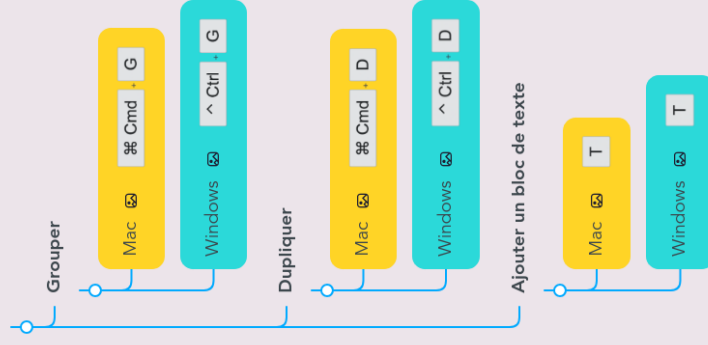 Grouper
Mac ⌘ Cmd + G
Windows ^ Ctrl + G
Dupliquer
Mac ⌘ Cmd + D
Windows ^ Ctrl + D
Ajouter un bloc de texte
Mac T
Windows T